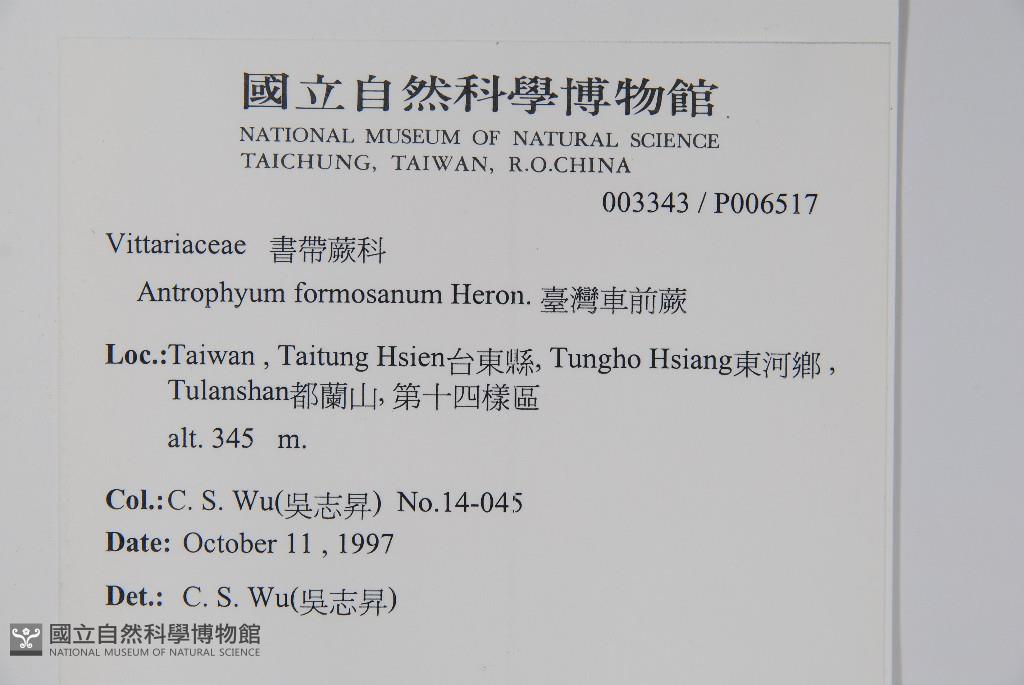 國立自然科學博物館
NATIONAL MUSEUM OF NATURAL SCIENCE
TAICHUNG, TAIWAN, R.O.CHINA
003343 / P006517
Vittariaceae 書帶蕨科
Antrophyum formosanum Heron. 臺灣車前蕨
Loc.:Taiwan , Taitung Hsien台東縣, Tungho Hsiang東河鄉 ,
Tulanshan都蘭山, 第十四樣區
alt. 345 m.
Col.: C. S. Wu(吳志昇) No.14-045
Date: October 11 , 1997
Det.: C. S. Wu(吳志昇)
國立自然科學博物館
NATIONAL MUSEUM OF NATURAL SCIENCE